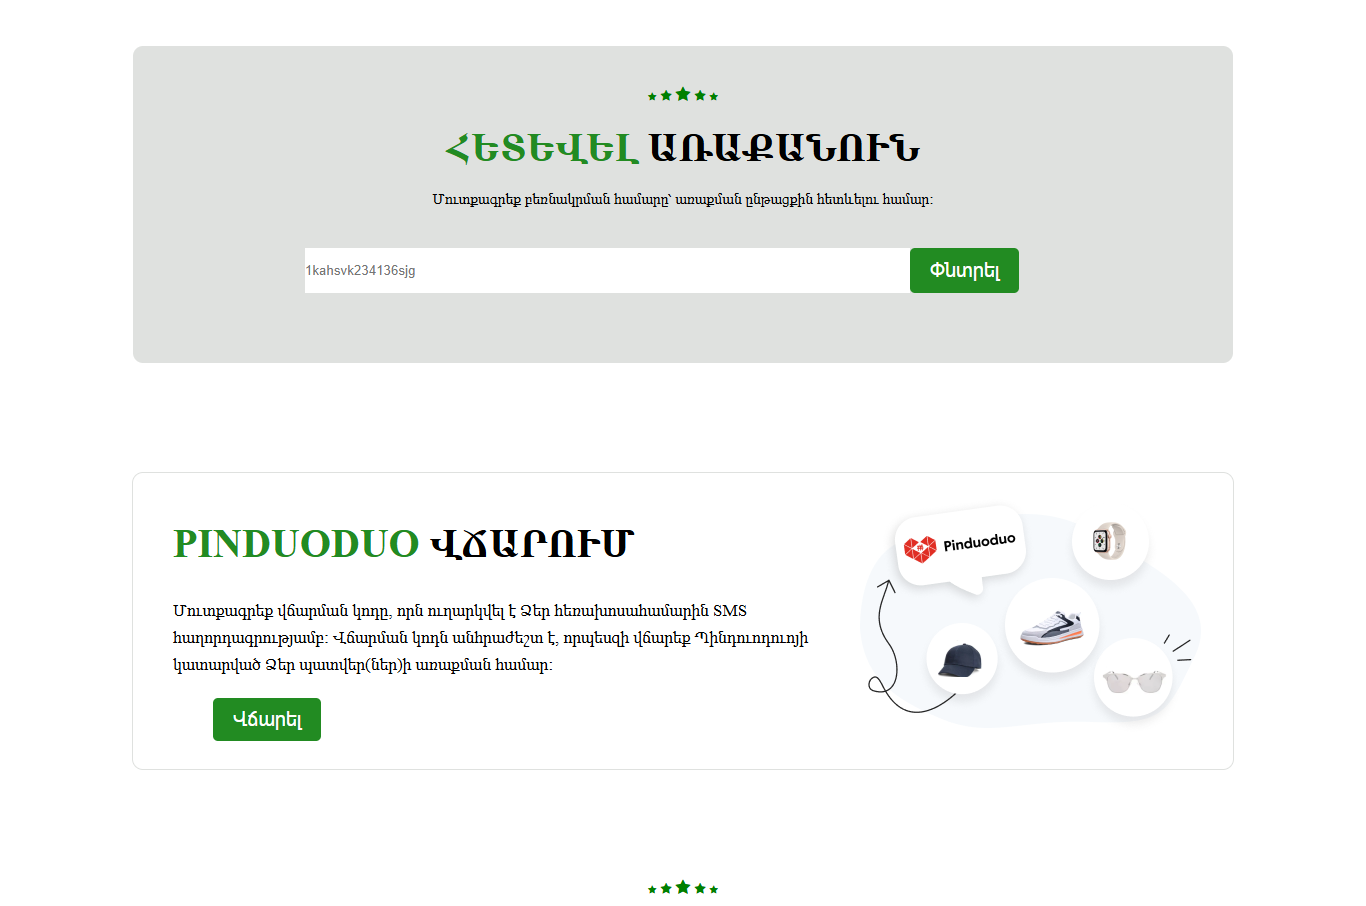 ՀԵՏԵՎԵԼ ԱՌԱՔԱՆՈՒՆ
Մուտքագրեք բեռնակրման համարը՝ առաքման ընթացքին հետևելու համար:
1kahsvk234136sjg
Փնտրել
PINDUODUO ՎՃԱՐՈՒՄ
Մուտքագրեք վճարման կոդը, որն ուղարկվել է Ձեր հեռախոսահամարին SMS
հաղորդագրությամբ: Վճարման կոդն անհրաժեշտ է, որպեսզի վճարեք Պինդուոդուոյի
կատարված Ձեր պատվեր(ներ)ի առաքման համար:
Վճարել
Pinduoduo